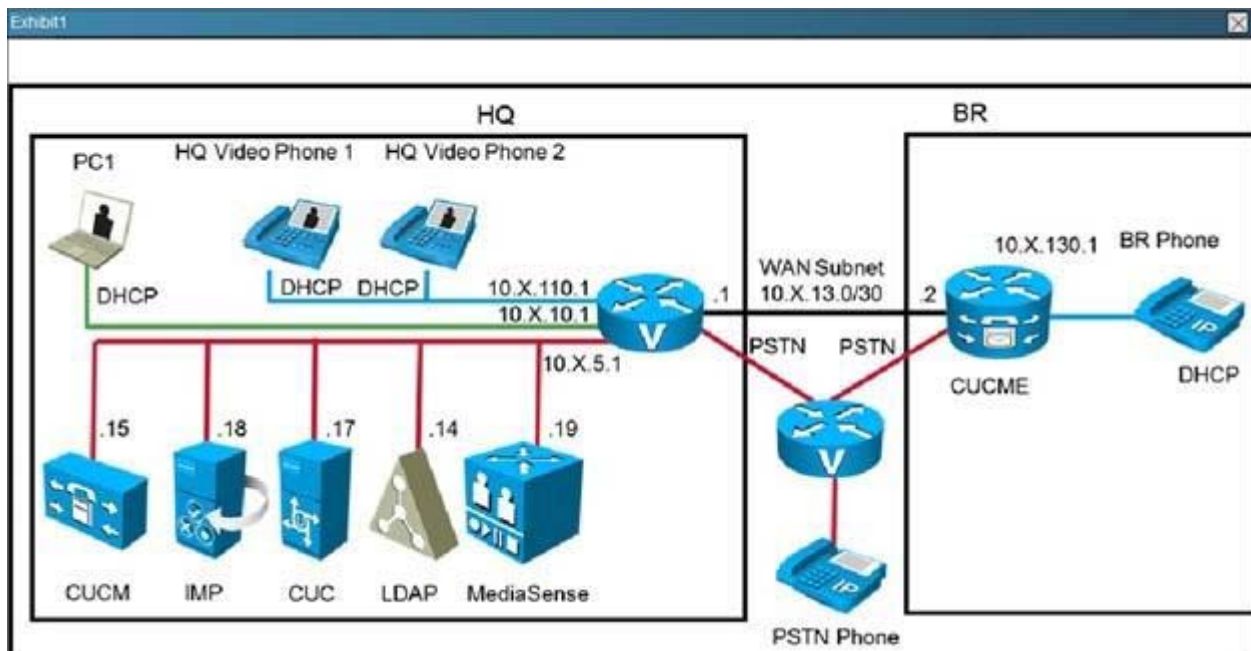 Exhibit1
HQ
BR
PC1
HQ Video Phone 1
HQ Video Phone 2
DHCP
DHCP
DHCP
10.X.110.1
10.X.10.1
10.X.5.1
V
.1
WAN Subnet
10.X.13.0/30
.2
10.X.130.1
BR Phone
IP
DHCP
CUCME
PSTN
PSTN
V
IP
PSTN Phone
.15
.18
.17
.14
.19
CUCM
IMP
CUC
LDAP
MediaSense